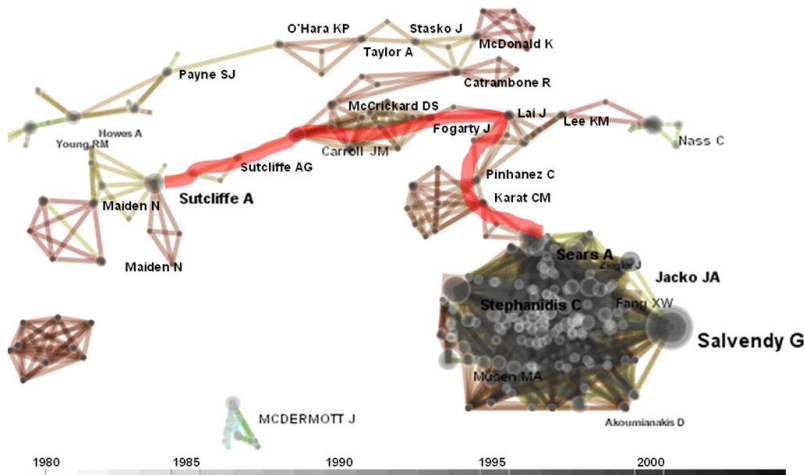 O'Hara KP
Stasko J
Taylor A
McDonald K
Payne SJ
Catrambone R
McCrickard DS
Lai J
Lee KM
Fogarty J
Howes A
Young RM
Nass C
Carroll JM
Sutcliffe AG
Pinhanez C
Sutcliffe A
Karat CM
Maiden N
Sears A
Maiden N
Ziegler J
Jacko JA
Stephanidis C
Fang XW
Salvendy G
Musen MA
MCDERMOTT J
Akoumianakis D
1980 1985 1990 1995 2000